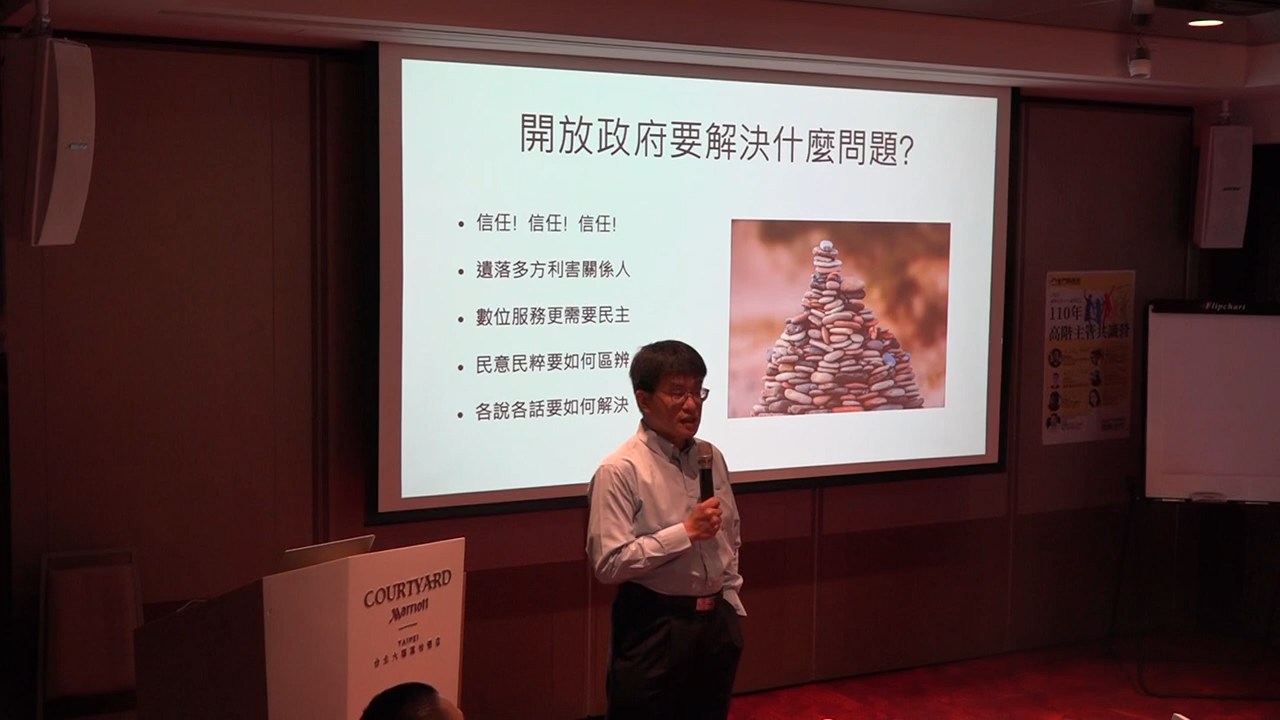 開放政府要解決什麼問題?
• 信任! 信任! 信任!
• 遺落多方利害關係人
• 數位服務更需要民主
• 民意民粹要如何區辨
• 各說各話要如何解決
110年
高階主管共識營
Flipchart
COURTYARD
Marriott
TAIPEI